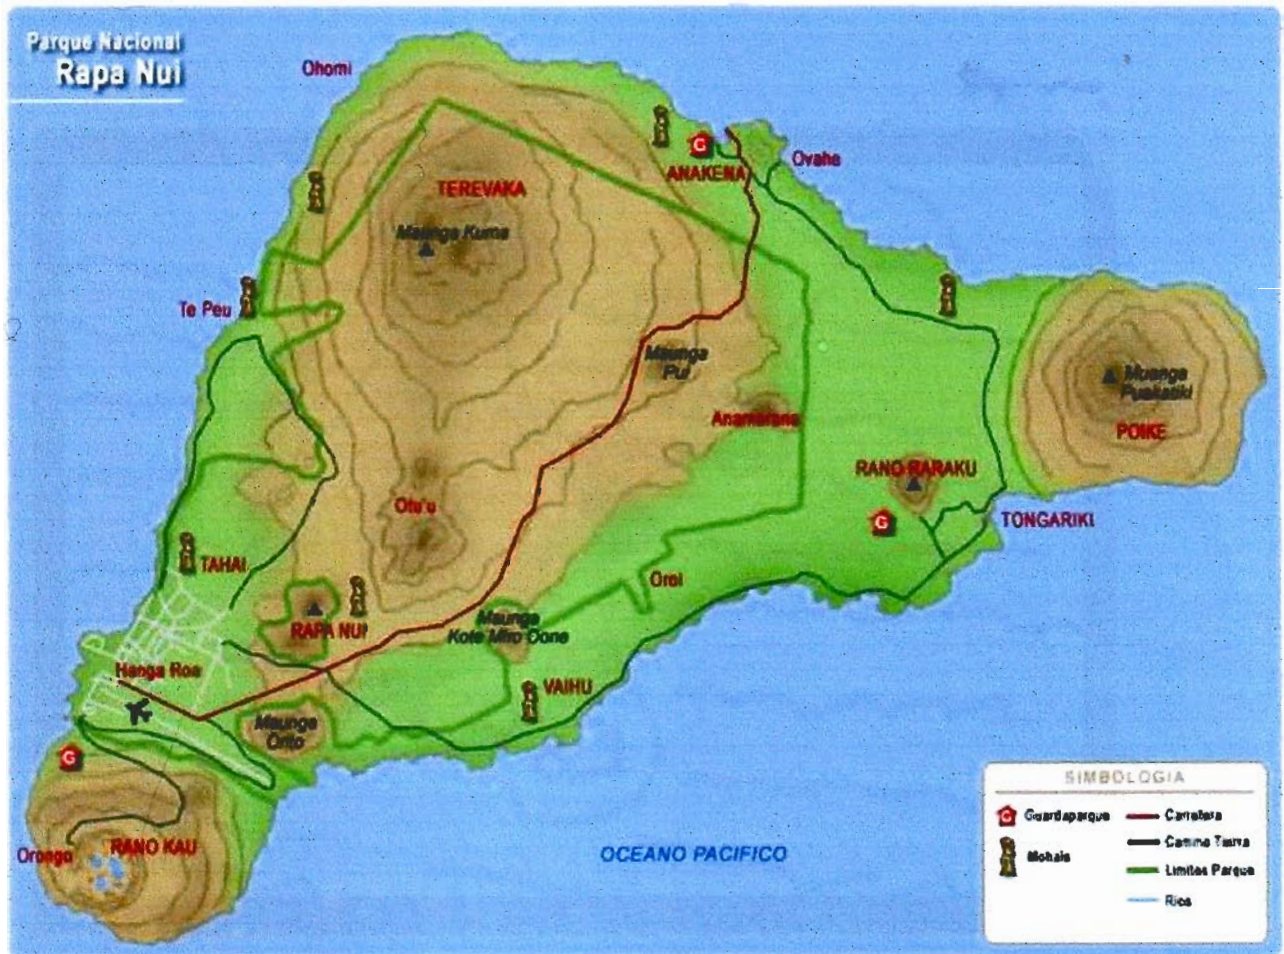 Parque Nacional
Rapa Nui
Ohomi
Ovahe
ANAKENA
TEREVAKA
Maunga Kuma
Te Peu
Maunga
Pui
Anamarana
Muanga
POIKE
RANO RARAKU
TONGARIKI
Otu'u
Oroi
TAHAI
RAPA NUI
Maunga
Kote Miro Oone
VAIHU
Hanga Roa
Maunga
Orito
G
G
G
Orongo
RANO KAU
OCEANO PACIFICO
SIMBOLOGIA
G Guardaparque
Mohais
Carretera
Camino Tierra
Limites Parque
Rios